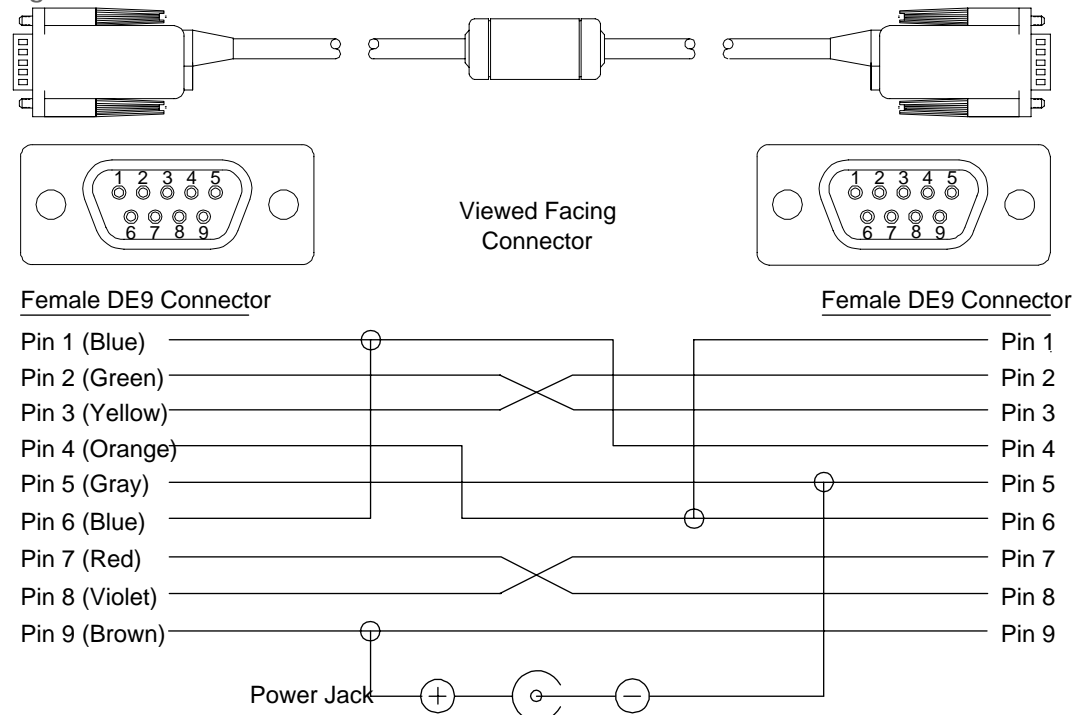 1 2 3 4 5
6 7 8 9
Viewed Facing
Connector
1 2 3 4 5
6 7 8 9
Female DE9 Connector
Female DE9 Connector
Pin 1 (Blue)
Pin 1
Pin 2 (Green)
Pin 2
Pin 3 (Yellow)
Pin 3
Pin 4 (Orange)
Pin 4
Pin 5 (Gray)
Pin 5
Pin 6 (Blue)
Pin 6
Pin 7 (Red)
Pin 7
Pin 8 (Violet)
Pin 8
Pin 9 (Brown)
Pin 9
Power Jack
+
−